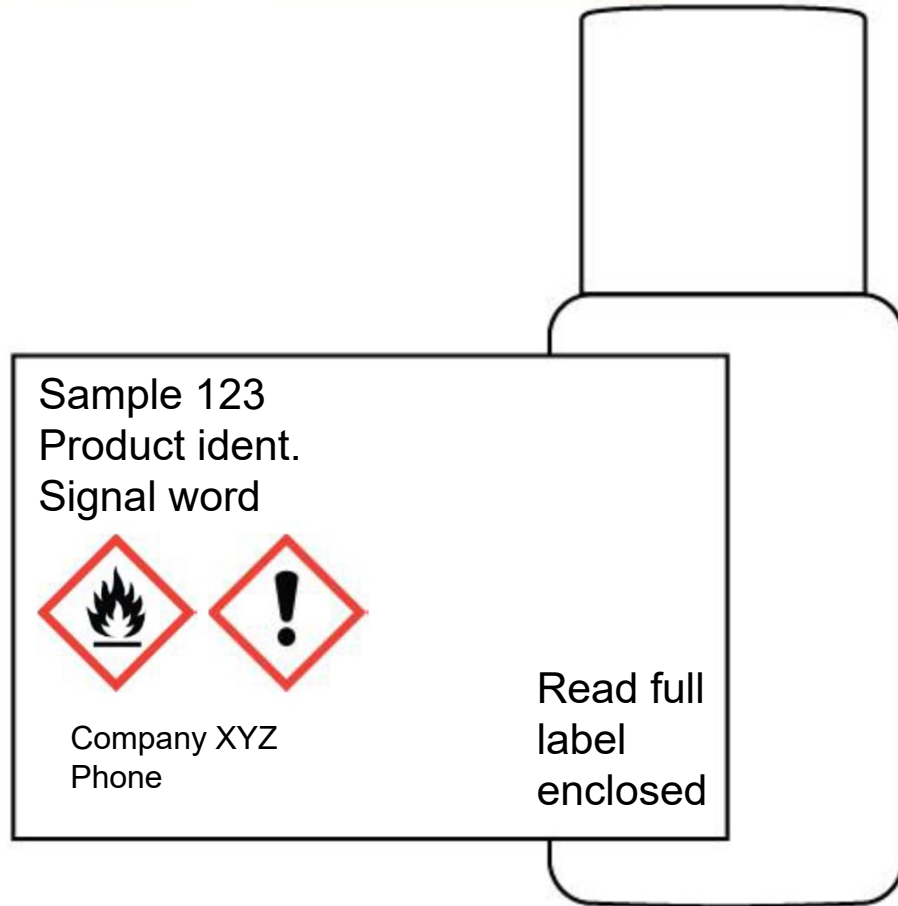 Sample 123
Product ident.
Signal word
Company XYZ
Phone
Read full
label
enclosed